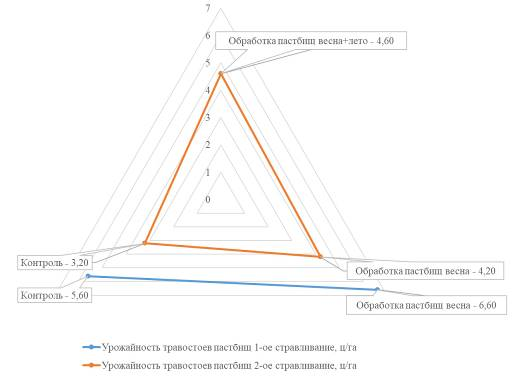 7
Обработка пастбищ весна+лето - 4,60
6
5
4
3
2
1
0
Контроль - 3,20
Обработка пастбищ весна - 4,20
Контроль - 5,60
Обработка пастбищ весна - 6,60
Урожайность травостоев пастбищ 1-ое стравливание, ц/га
Урожайность травостоев пастбищ 2-ое стравливание, ц/га